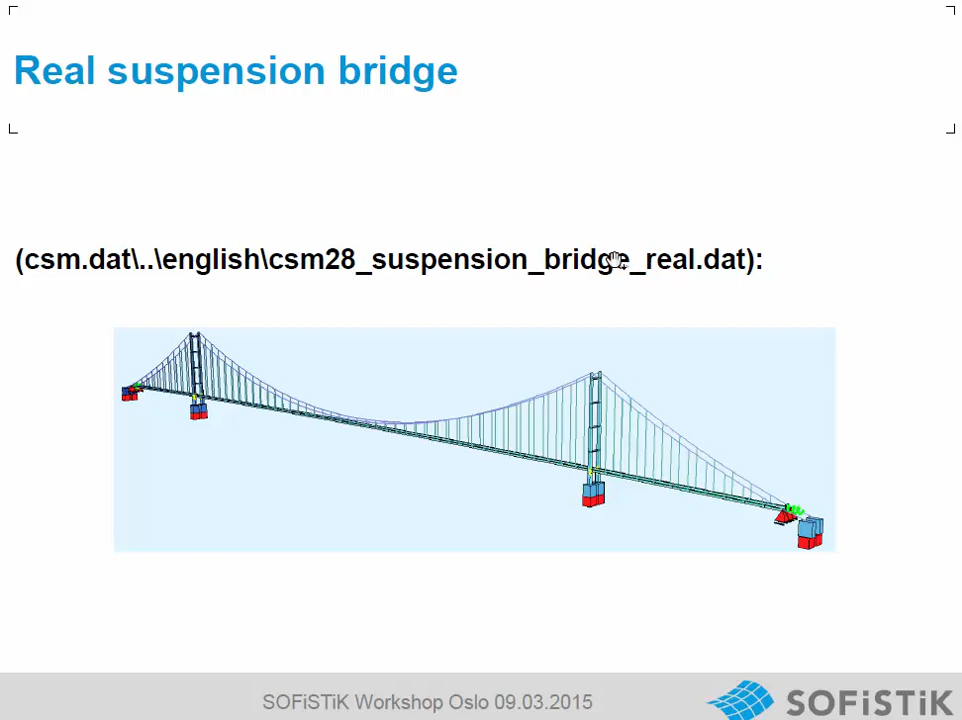 Real suspension bridge
(csm.dat\..\english\csm28_suspension_bridge_real.dat):
SOFiSTiK Workshop Oslo 09.03.2015
SOFiSTiK